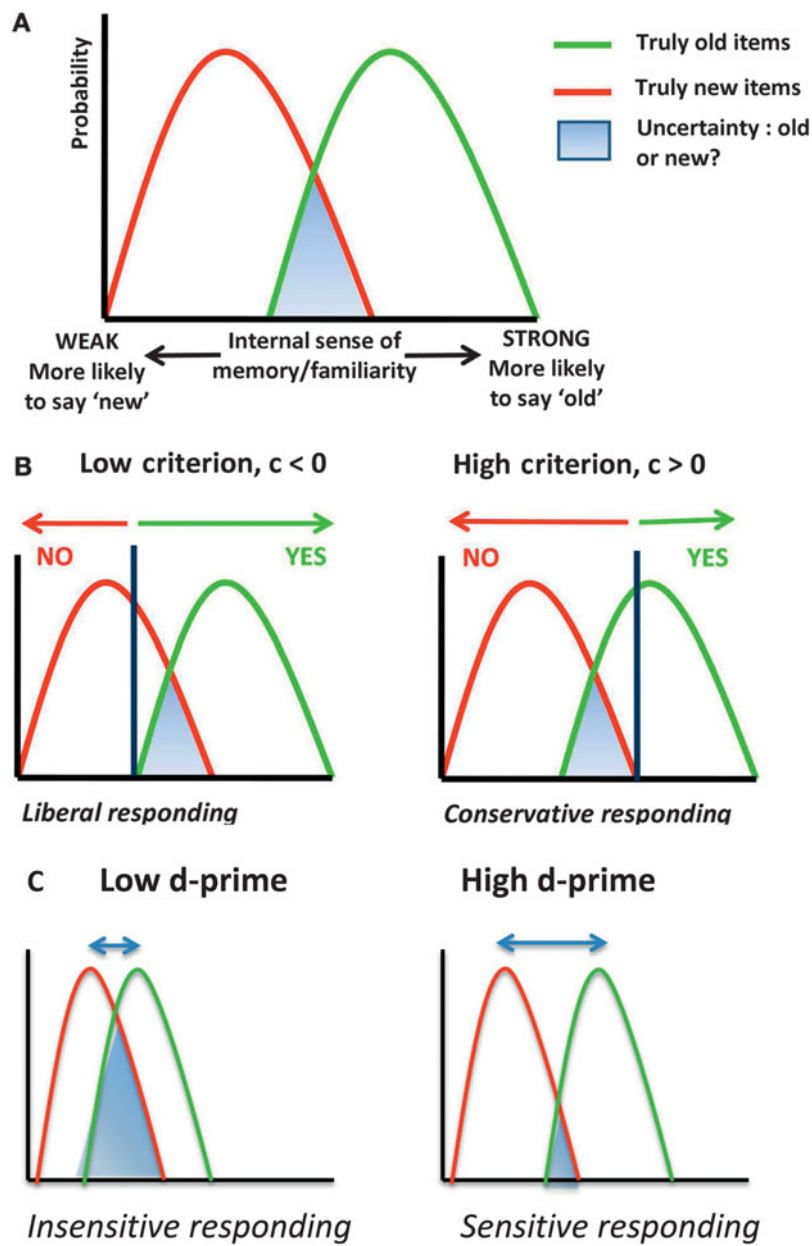 A
Probability
Truly old items
Truly new items
Uncertainty : old
or new?
WEAK
More likely
to say ‘new’
Internal sense of
memory/familiarity
STRONG
More likely
to say ‘old’
B
Low criterion, c < 0
High criterion, c > 0
NO
YES
NO
YES
Liberal responding
Conservative responding
C
Low d-prime
High d-prime
Insensitive responding
Sensitive responding